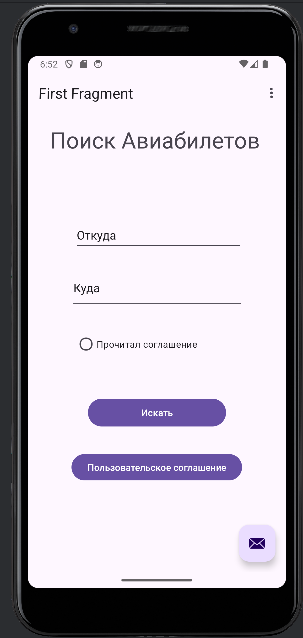 6:52
First Fragment
Поиск Авиабилетов
Откуда
Куда
Прочитал соглашение
Искать
Пользовательское соглашение